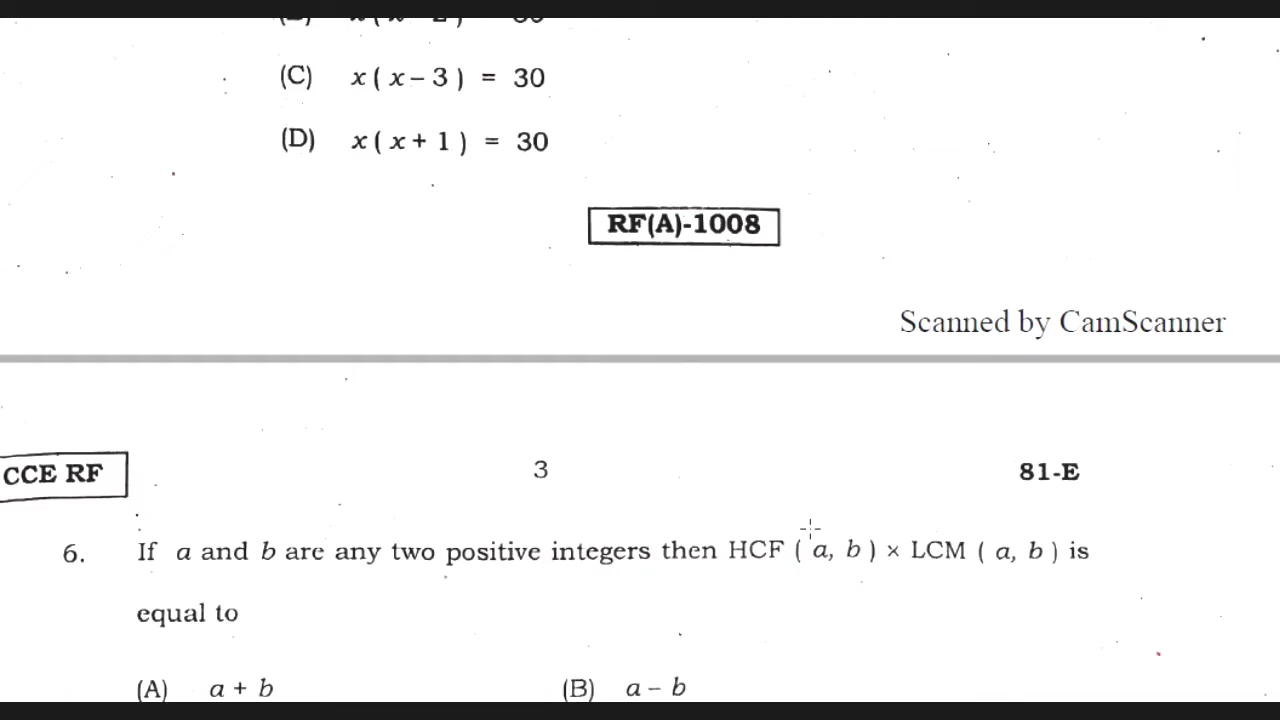 (C) x ( x – 3 ) = 30
(D) x ( x + 1 ) = 30
RF(A)-1008
Scanned by CamScanner
CCE RF 3 81-E
6. If a and b are any two positive integers then HCF ( a, b ) × LCM ( a, b ) is
equal to
(A) a + b (B) a – b